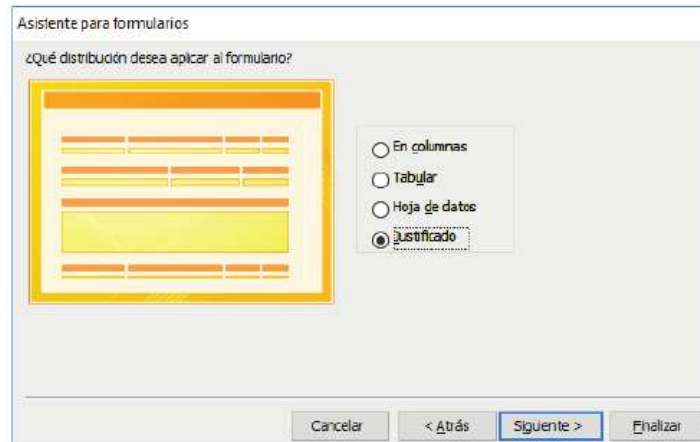 Asistente para formularios
¿Qué distribución desea aplicar al formulario?
En columnas
Tabular
Hoja de datos
Justificado
Cancelar
< Atrás
Siguiente >
Finalizar